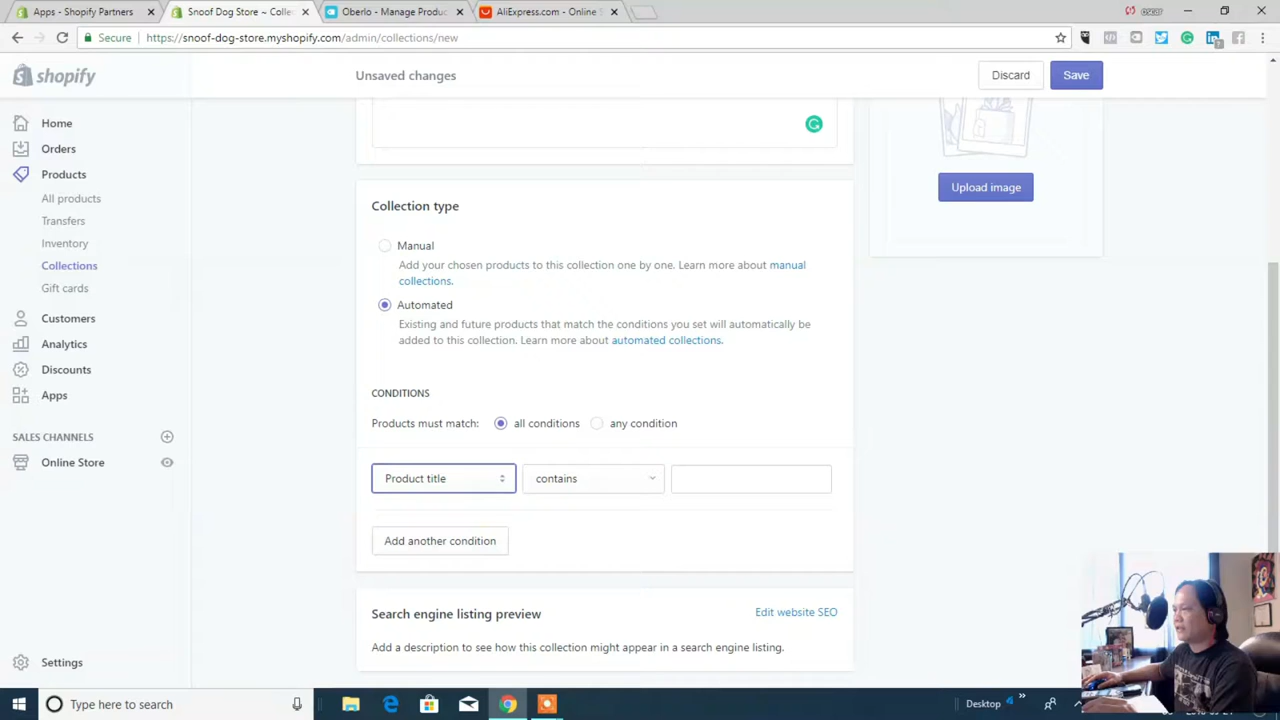 Apps - Shopify Partners
Snoof Dog Store ~ Colle
Oberlo - Manage Produc
AliExpress.com - Online S
oscar
Secure
https://snoof-dog-store.myshopify.com/admin/collections/new
shopify
Unsaved changes
Discard
Save
Home
Orders
Products
All products
Transfers
Inventory
Collections
Gift cards
Customers
Analytics
Discounts
Apps
SALES CHANNELS
Online Store
Settings
Upload image
Collection type
Manual
Add your chosen products to this collection one by one. Learn more about manual
collections.
Automated
Existing and future products that match the conditions you set will automatically be
added to this collection. Learn more about automated collections.
CONDITIONS
Products must match: all conditions any condition
Product title
contains
Add another condition
Search engine listing preview
Edit website SEO
Add a description to see how this collection might appear in a search engine listing.
Type here to search
Desktop